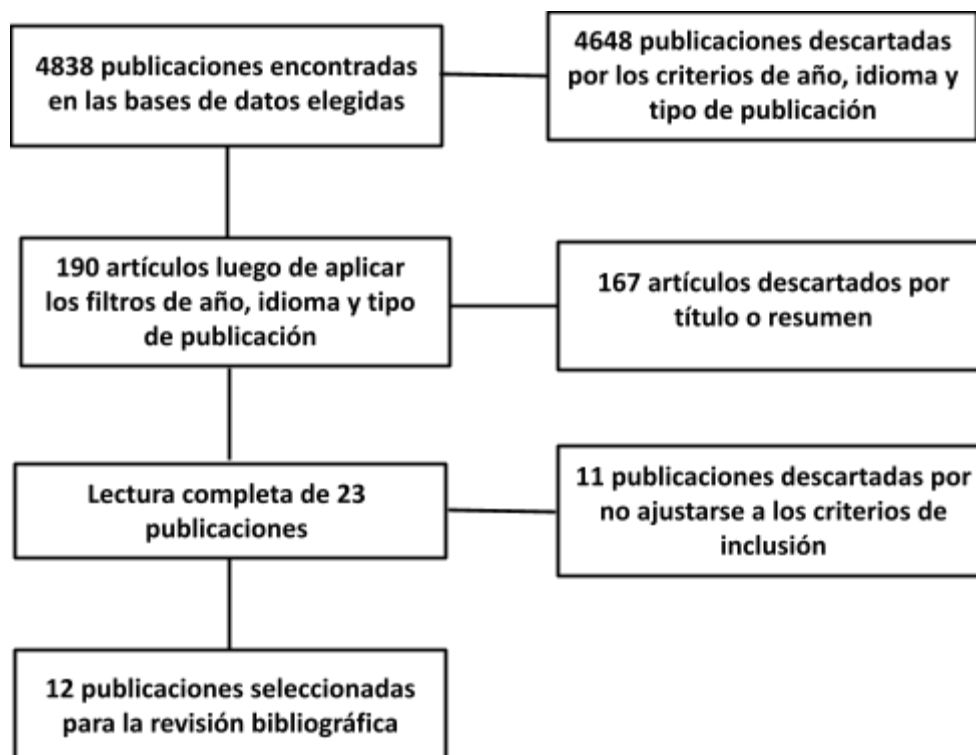 4838 publicaciones encontradas
en las bases de datos elegidas
4648 publicaciones descartadas
por los criterios de año, idioma y
tipo de publicación
190 artículos luego de aplicar
los filtros de año, idioma y tipo
de publicación
167 artículos descartados por
título o resumen
Lectura completa de 23
publicaciones
11 publicaciones descartadas por
no ajustarse a los criterios de
inclusión
12 publicaciones seleccionadas
para la revisión bibliográfica